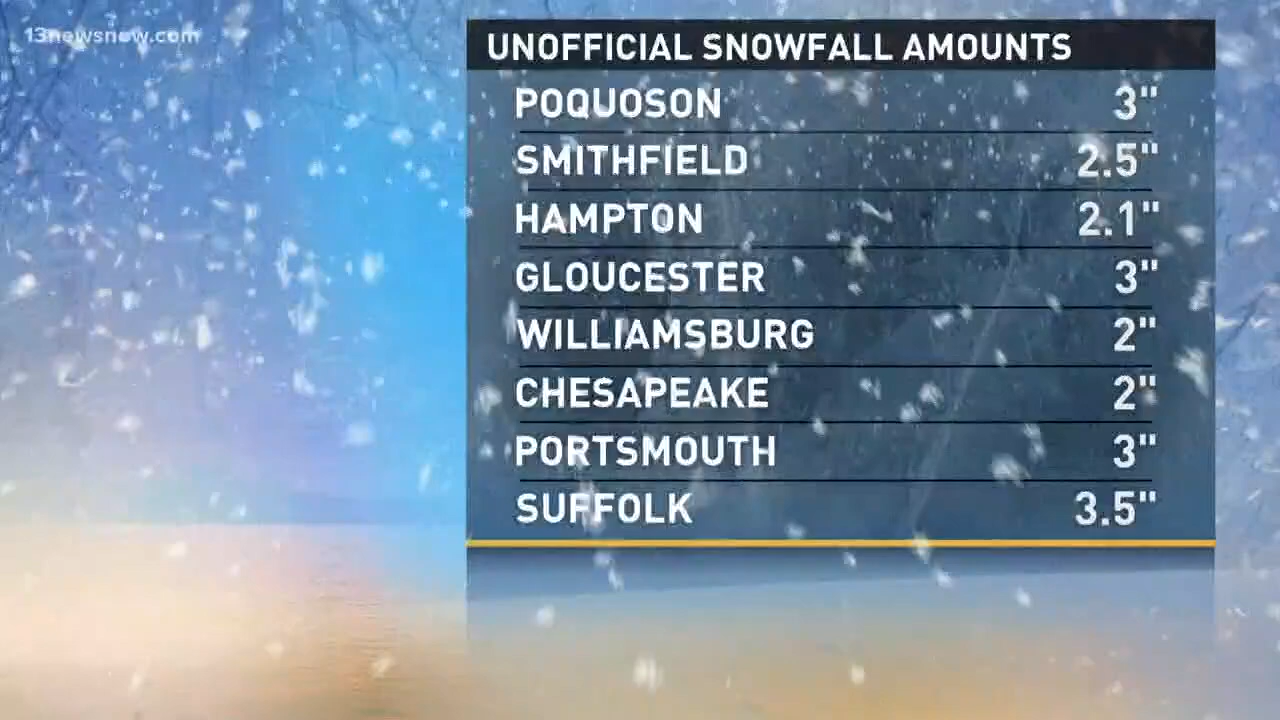 13newsnow.com
UNOFFICIAL SNOWFALL AMOUNTS
POQUOSON 3"
SMITHFIELD 2.5"
HAMPTON 2.1"
GLOUCESTER 3"
WILLIAMSBURG 2"
CHESAPEAKE 2"
PORTSMOUTH 3"
SUFFOLK 3.5"